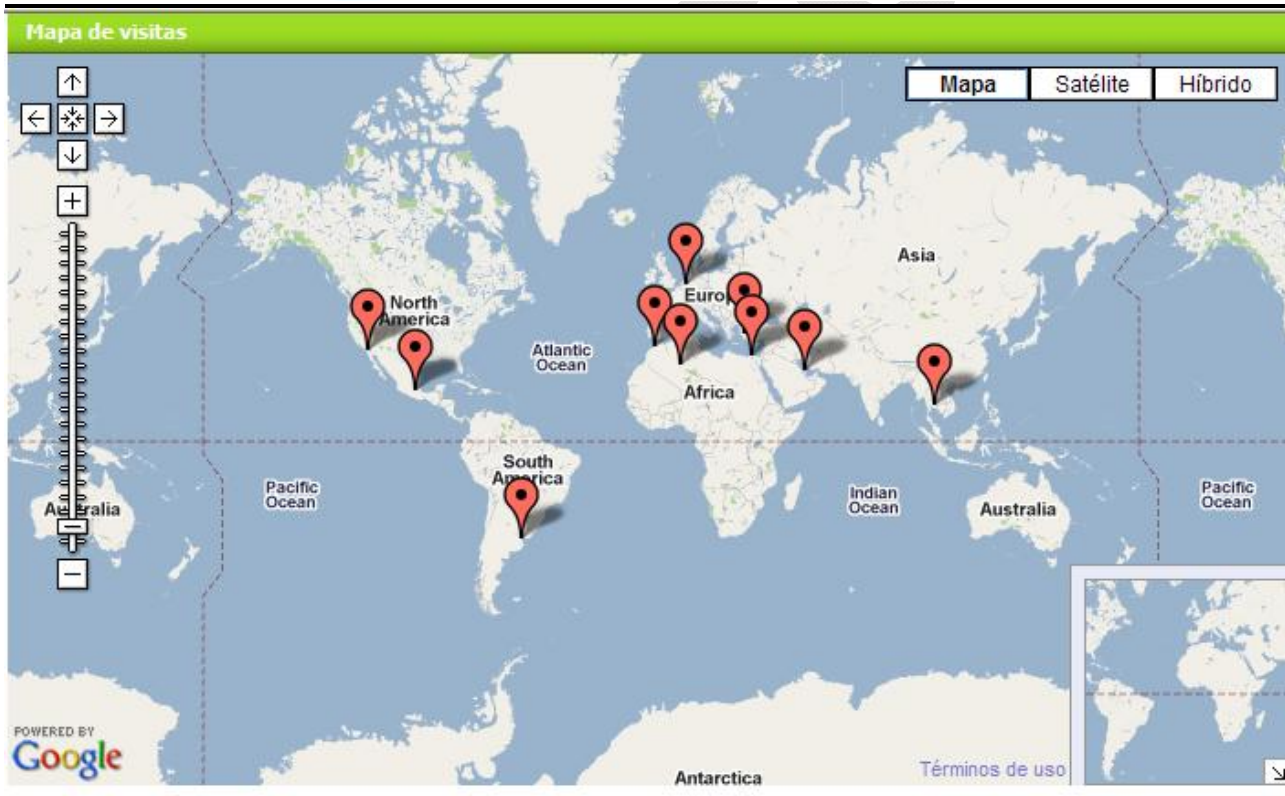 Mapa de visitas
Mapa Satélite Híbrido
Asia
North
America
Europ
Atlantic
Ocean
Africa
South
America
Pacific
Ocean
Indian
Ocean
Australia
Pacific
Ocean
Australia
POWERED BY
Google
Antarctica
Términos de uso